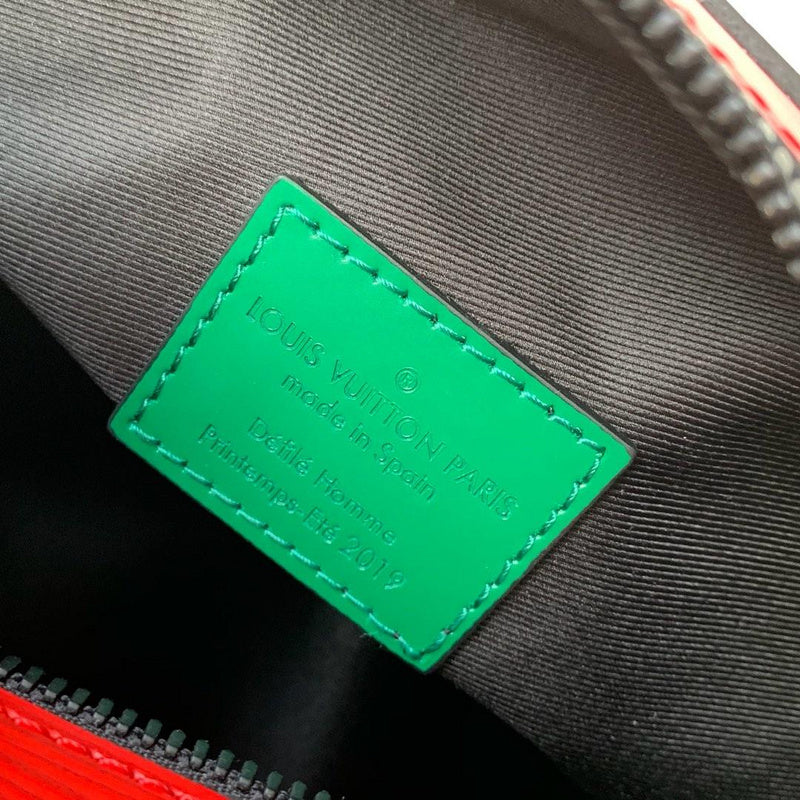 ®
LOUIS VUITTON PARIS
made in Spain
Défilé Homme
Printemps-Eté 2019